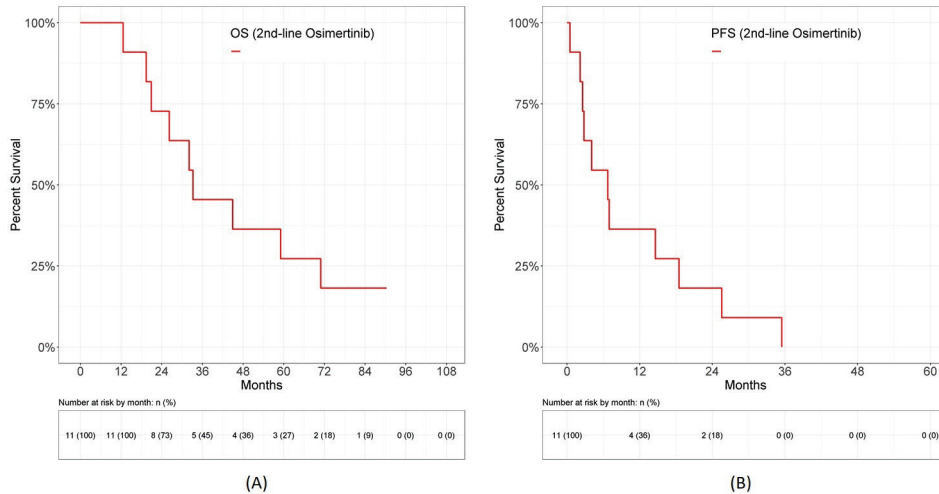 OS (2nd-line Osimertinib)
100%
75%
50%
25%
0%
Percent Survival
0 12 24 36 48 60 72 84 96 108
Months
Number at risk by month: n (%)
11 (100) 11 (100) 8 (73) 5 (45) 4 (36) 3 (27) 2 (18) 1 (9) 0 (0) 0 (0)
(A)
PFS (2nd-line Osimertinib)
100%
75%
50%
25%
0%
Percent Survival
0 12 24 36 48 60
Months
Number at risk by month: n (%)
11 (100) 4 (36) 2 (18) 0 (0) 0 (0) 0 (0)
(B)